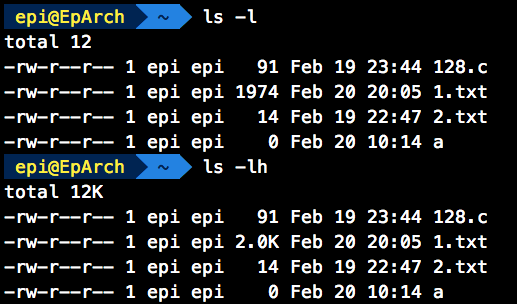 epi@EpArch ~ ls -l
total 12
-rw-r--r-- 1 epi epi   91 Feb 19 23:44 128.c
-rw-r--r-- 1 epi epi 1974 Feb 20 20:05 1.txt
-rw-r--r-- 1 epi epi   14 Feb 19 22:47 2.txt
-rw-r--r-- 1 epi epi    0 Feb 20 10:14 a
epi@EpArch ~ ls -lh
total 12K
-rw-r--r-- 1 epi epi   91 Feb 19 23:44 128.c
-rw-r--r-- 1 epi epi 2.0K Feb 20 20:05 1.txt
-rw-r--r-- 1 epi epi   14 Feb 19 22:47 2.txt
-rw-r--r-- 1 epi epi    0 Feb 20 10:14 a